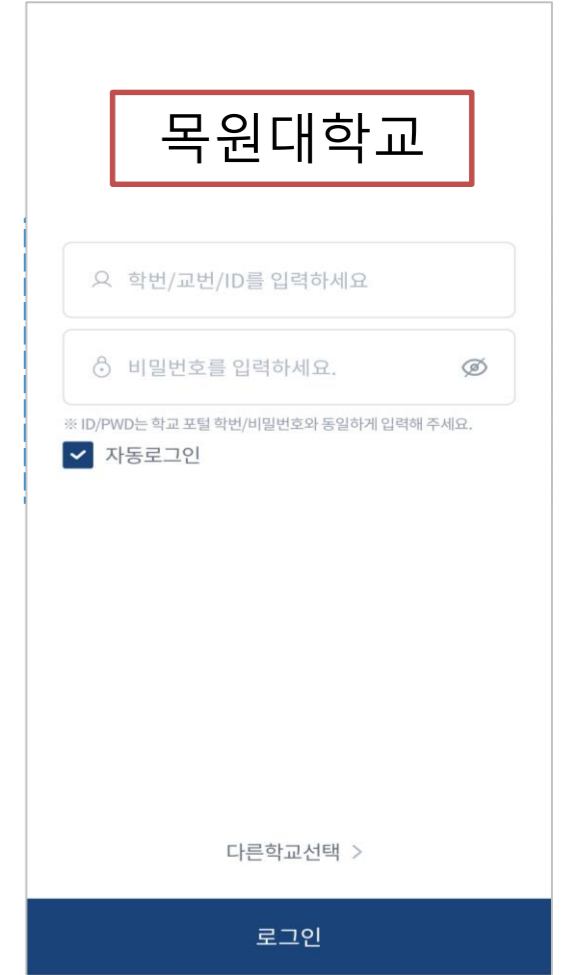 목원대학교
학번/교번/ID를 입력하세요
비밀번호를 입력하세요.
※ ID/PWD는 학교 포털 학번/비밀번호와 동일하게 입력해 주세요.
자동로그인
다른학교선택 >
로그인